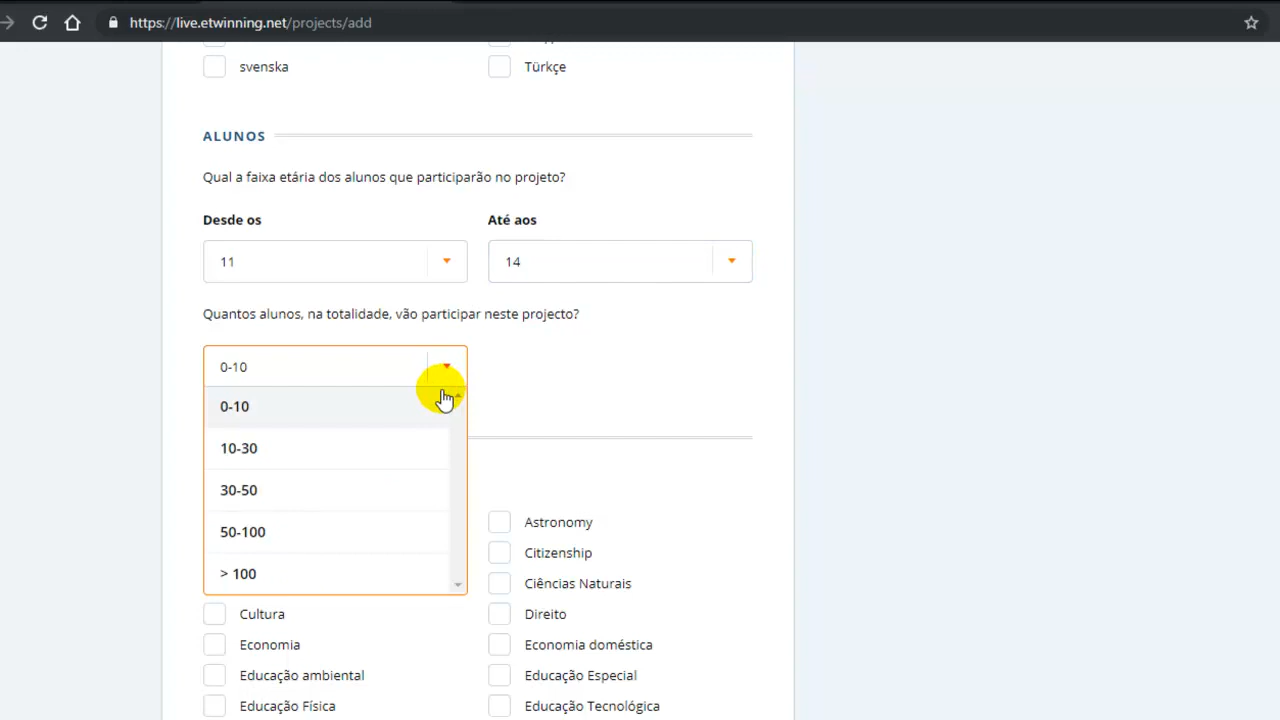 https://live.etwinning.net/projects/add
svenska
Türkçe
ALUNOS
Qual a faixa etária dos alunos que participarão no projeto?
Desde os
Até aos
11
14
Quantos alunos, na totalidade, vão participar neste projecto?
0-10
0-10
10-30
30-50
50-100
> 100
Astronomy
Citizenship
Ciências Naturais
Cultura
Direito
Economia
Economia doméstica
Educação ambiental
Educação Especial
Educação Física
Educação Tecnológica